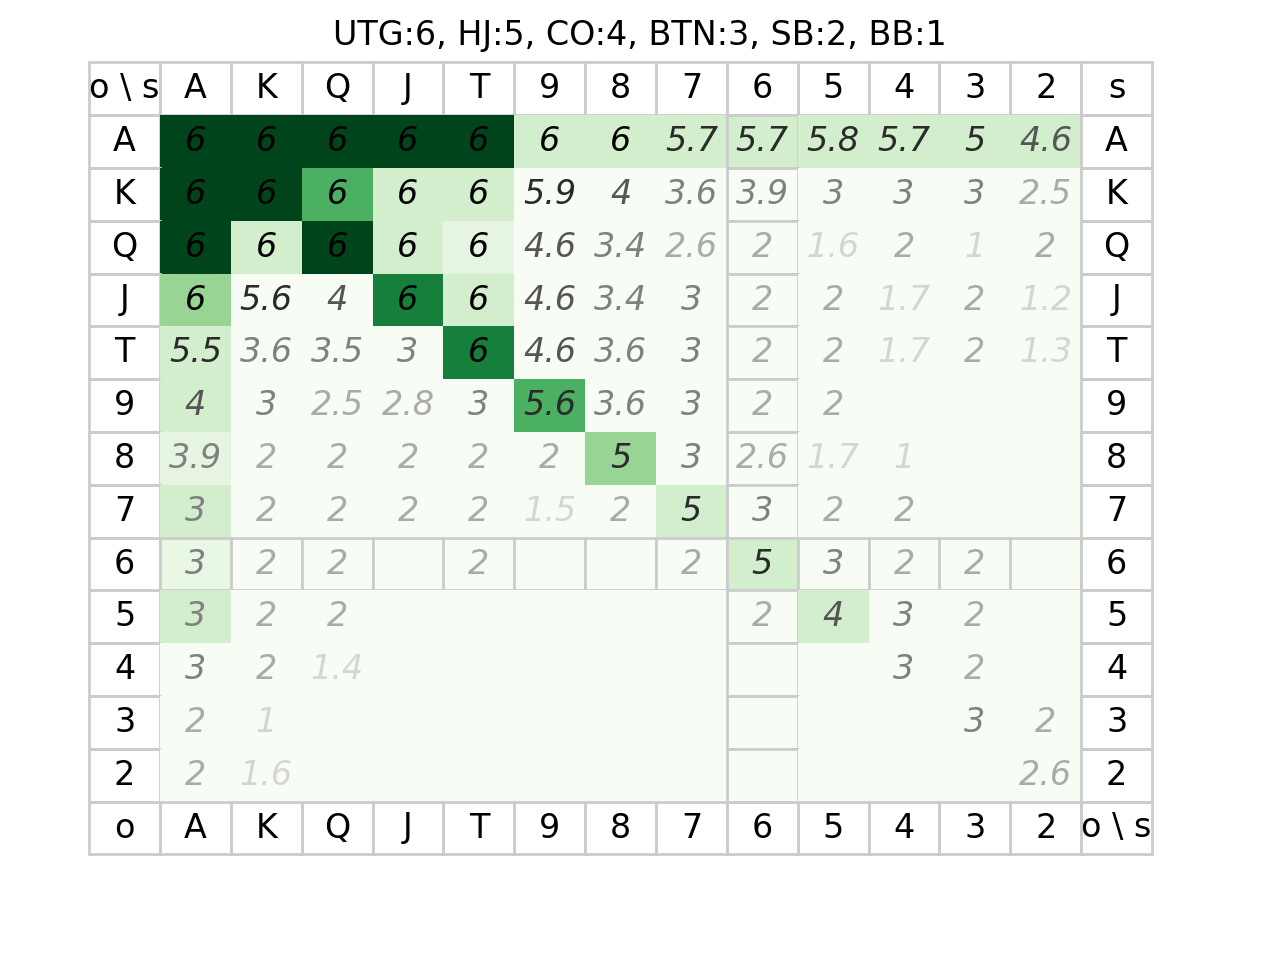 UTG:6, HJ:5, CO:4, BTN:3, SB:2, BB:1
o \ s A K Q J T 9 8 7 6 5 4 3 2 s
A 6 6 6 6 6 6 6 5.7 5.7 5.8 5.7 5 4.6 A
K 6 6 6 6 6 5.9 4 3.6 3.9 3 3 3 2.5 K
Q 6 6 6 6 6 4.6 3.4 2.6 2 1.6 2 1 2 Q
J 6 5.6 4 6 6 4.6 3.4 3 2 2 1.7 2 1.2 J
T 5.5 3.6 3.5 3 6 4.6 3.6 3 2 2 1.7 2 1.3 T
9 4 3 2.5 2.8 3 5.6 3.6 3 2 2 9
8 3.9 2 2 2 2 2 5 3 2.6 1.7 1 8
7 3 2 2 2 2 1.5 2 5 3 2 2 7
6 3 2 2 2 2 5 3 2 2 6
5 3 2 2 2 4 3 2 5
4 3 2 1.4 3 2 4
3 2 1 3 2 3
2 2 1.6 2.6 2
o A K Q J T 9 8 7 6 5 4 3 2 o \ s